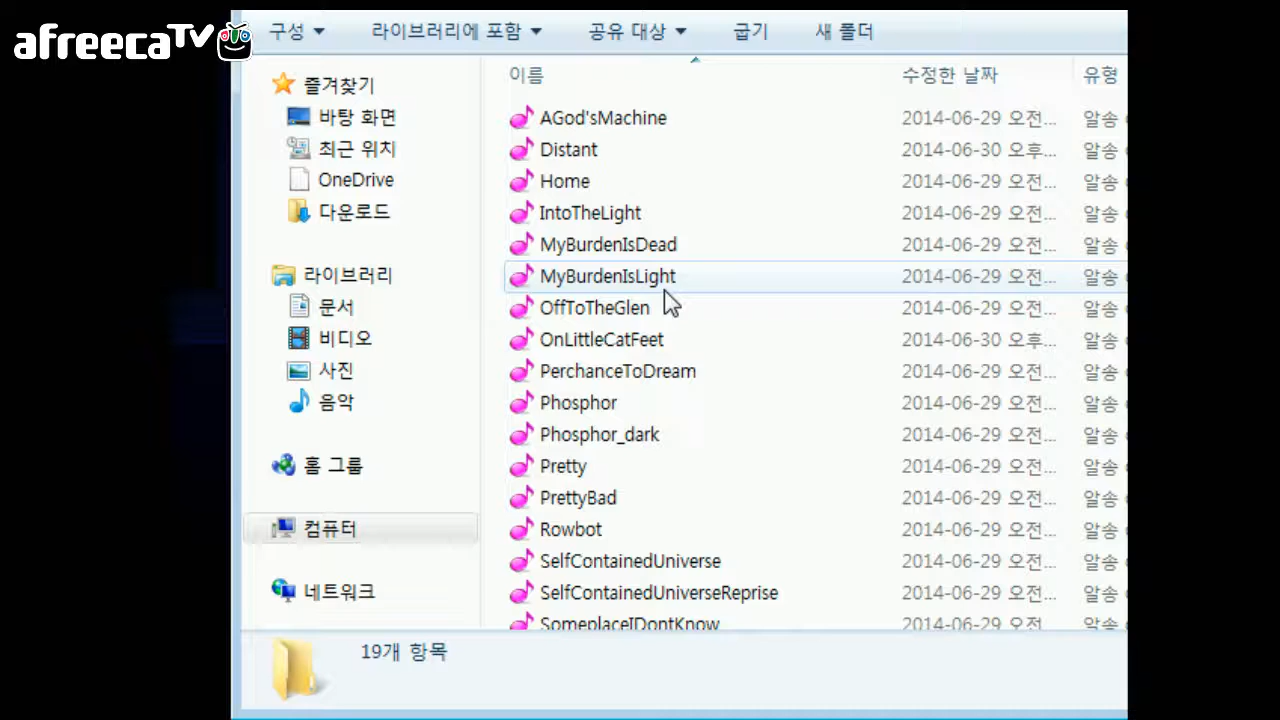 afreecaTV
구성 라이브러리에 포함 공유 대상 굽기 새 폴더
이름 수정한 날짜 유형
즐겨찾기
바탕 화면
최근 위치
OneDrive
다운로드
라이브러리
문서
비디오
사진
음악
홈 그룹
컴퓨터
네트워크
AGod'sMachine 2014-06-29 오전... 알송
Distant 2014-06-30 오후... 알송
Home 2014-06-29 오전... 알송
IntoTheLight 2014-06-29 오전... 알송
MyBurdenIsDead 2014-06-29 오전... 알송
MyBurdenIsLight 2014-06-29 오전... 알송
OffToTheGlen 2014-06-29 오전... 알송
OnLittleCatFeet 2014-06-30 오후... 알송
PerchanceToDream 2014-06-29 오전... 알송
Phosphor 2014-06-29 오전... 알송
Phosphor_dark 2014-06-29 오전... 알송
Pretty 2014-06-29 오전... 알송
PrettyBad 2014-06-29 오전... 알송
Rowbot 2014-06-29 오전... 알송
SelfContainedUniverse 2014-06-29 오전... 알송
SelfContainedUniverseReprise 2014-06-29 오전... 알송
SomeplaceIDontKnow 2014-06-29 오전... 알송
19개 항목